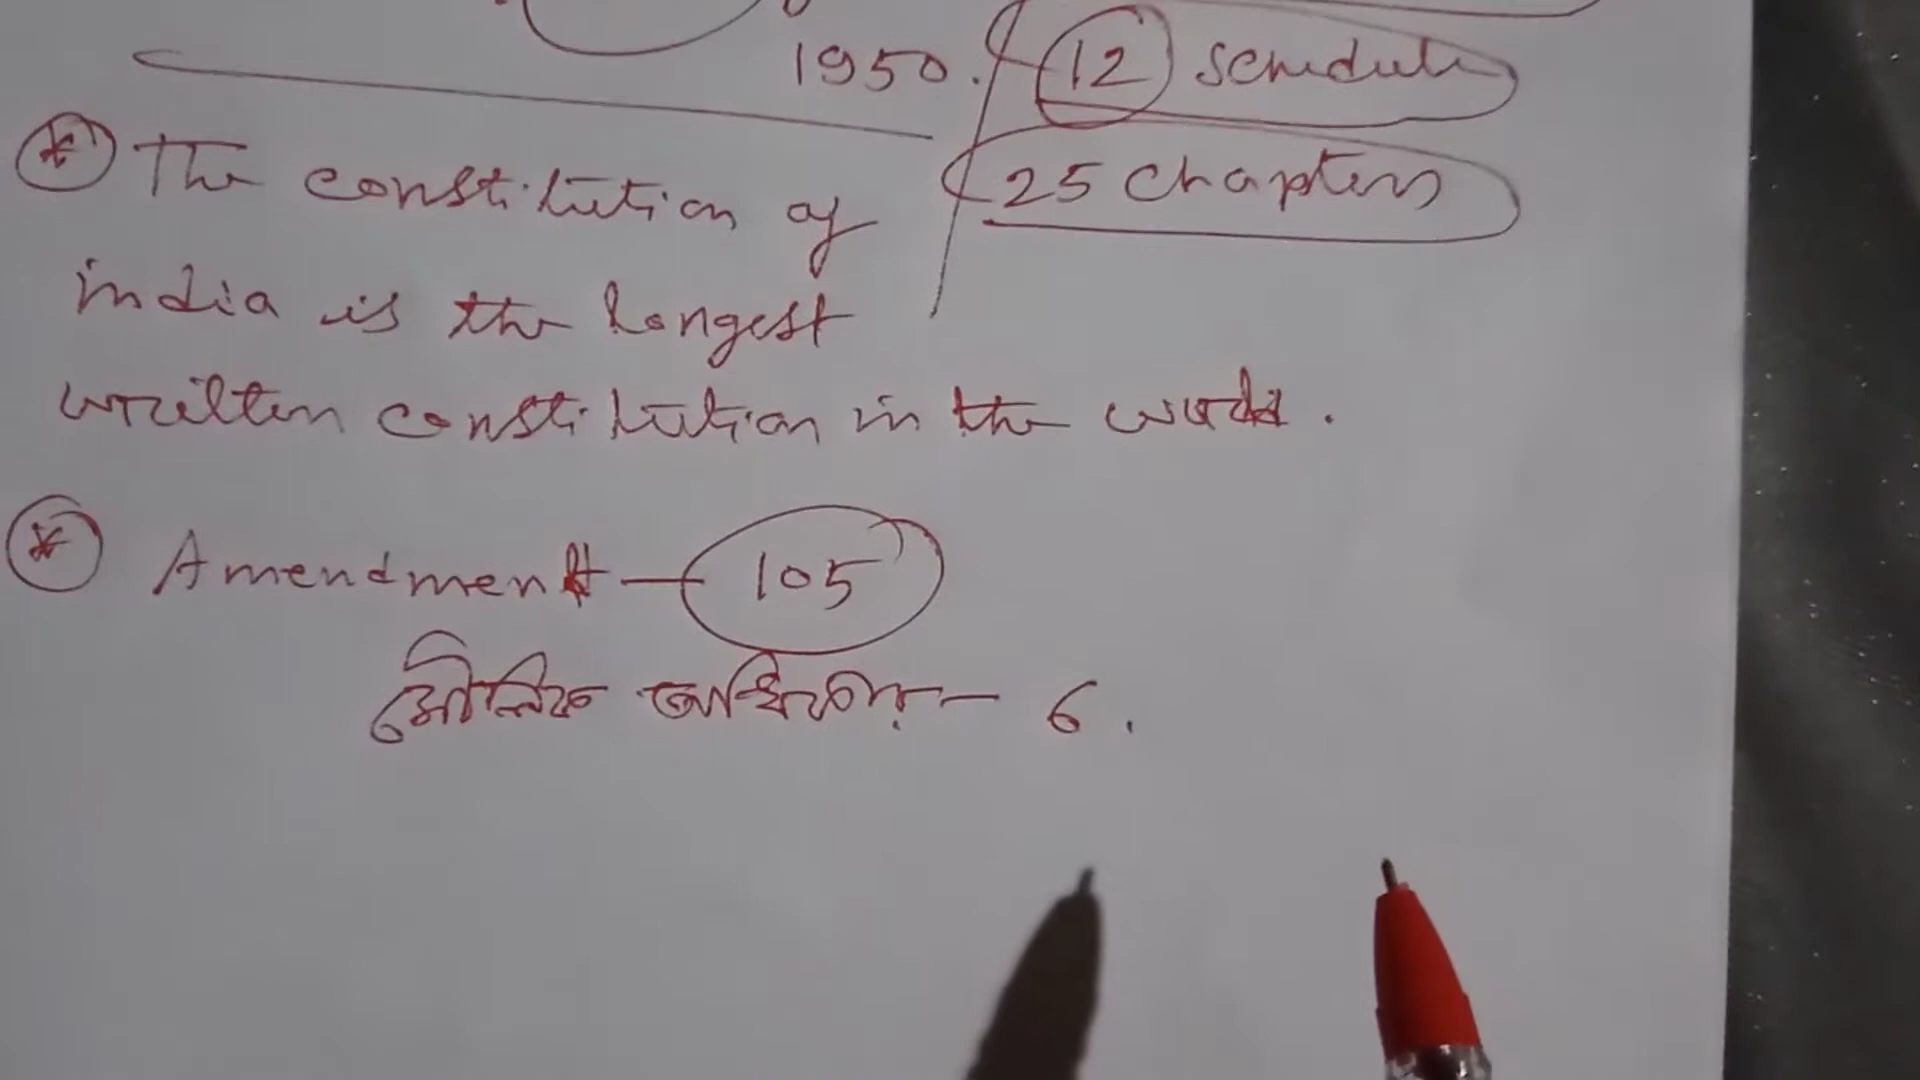 1950.
12 schedule
25 chapters
The constitution of
india is the longest
written constitution in the world.
Amendment — 105
মৌলিক অধিকার — 6.